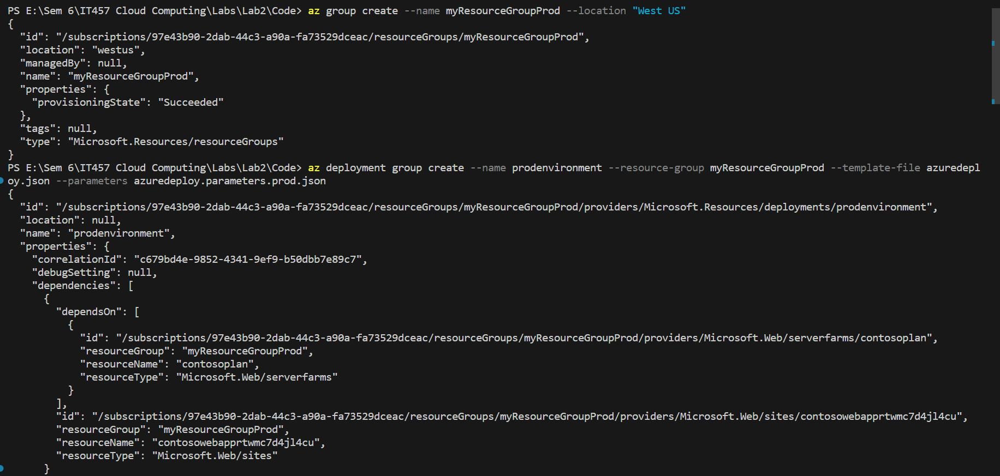 PS E:\Sem 6\IT457 Cloud Computing\Labs\Lab2\Code> az group create --name myResourceGroupProd --location "West US"
{
  "id": "/subscriptions/97e43b90-2dab-44c3-a90a-fa73529dceac/resourceGroups/myResourceGroupProd",
  "location": "westus",
  "managedBy": null,
  "name": "myResourceGroupProd",
  "properties": {
    "provisioningState": "Succeeded"
  },
  "tags": null,
  "type": "Microsoft.Resources/resourceGroups"
}
PS E:\Sem 6\IT457 Cloud Computing\Labs\Lab2\Code> az deployment group create --name prodenvironment --resource-group myResourceGroupProd --template-file azuredepl
oy.json --parameters azuredeploy.parameters.prod.json
{
  "id": "/subscriptions/97e43b90-2dab-44c3-a90a-fa73529dceac/resourceGroups/myResourceGroupProd/providers/Microsoft.Resources/deployments/prodenvironment",
  "location": null,
  "name": "prodenvironment",
  "properties": {
    "correlationId": "c679bd4e-9852-4341-9ef9-b50dbb7e89c7",
    "debugSetting": null,
    "dependencies": [
      {
        "dependsOn": [
          {
            "id": "/subscriptions/97e43b90-2dab-44c3-a90a-fa73529dceac/resourceGroups/myResourceGroupProd/providers/Microsoft.Web/serverfarms/contosoplan",
            "resourceGroup": "myResourceGroupProd",
            "resourceName": "contosoplan",
            "resourceType": "Microsoft.Web/serverfarms"
          }
        ],
        "id": "/subscriptions/97e43b90-2dab-44c3-a90a-fa73529dceac/resourceGroups/myResourceGroupProd/providers/Microsoft.Web/sites/contosowebapprtwmc7d4jl4cu",
        "resourceGroup": "myResourceGroupProd",
        "resourceName": "contosowebapprtwmc7d4jl4cu",
        "resourceType": "Microsoft.Web/sites"
      }